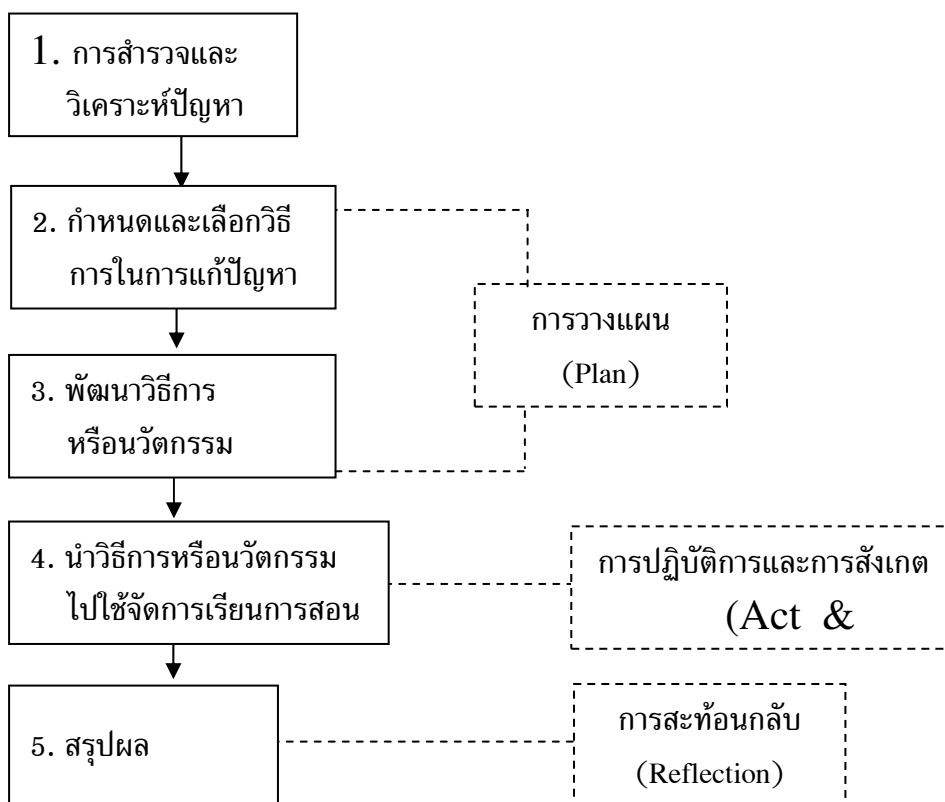 1. การสำรวจและ
วิเคราะห์ปัญหา
2. กำหนดและเลือกวิธี
การในการแก้ปัญหา
การวางแผน
(Plan)
3. พัฒนาวิธีการ
หรือนวัตกรรม
4. นำวิธีการหรือนวัตกรรม
ไปใช้จัดการเรียนการสอน
การปฏิบัติการและการสังเกต
(Act &
5. สรุปผล
การสะท้อนกลับ
(Reflection)